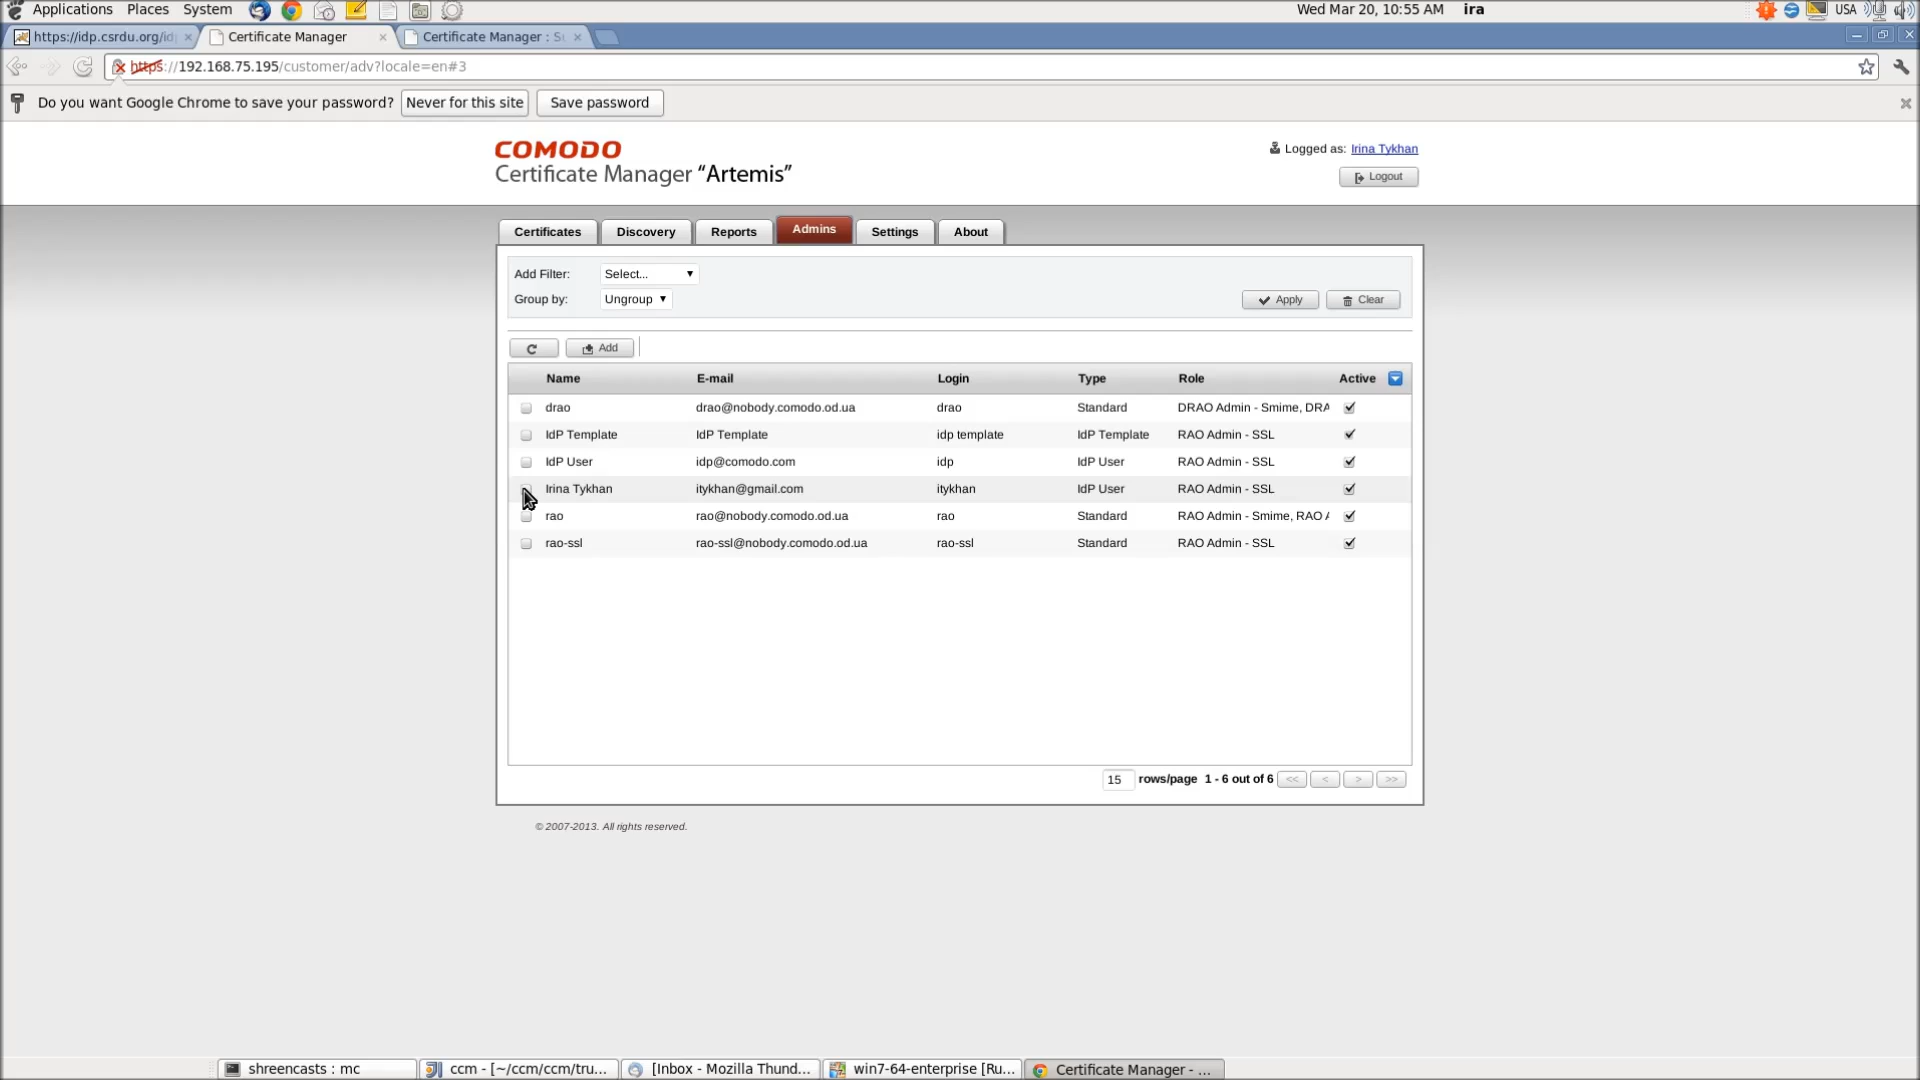 Applications Places System Wed Mar 20, 10:55 AM ira USA
https://idp.csrdu.org/id Certificate Manager Certificate Manager : S
https://192.168.75.195/customer/adv?locale=en#3
Do you want Google Chrome to save your password? Never for this site Save password
COMODO
Certificate Manager “Artemis”
Logged as: Irina Tykhan
Logout
Certificates Discovery Reports Admins Settings About
Add Filter: Select...
Group by: Ungroup Apply Clear
Add
Name E-mail Login Type Role Active
drao drao@nobody.comodo.od.ua drao Standard DRAO Admin - Smime, DRA
IdP Template IdP Template idp template IdP Template RAO Admin - SSL
IdP User idp@comodo.com idp IdP User RAO Admin - SSL
Irina Tykhan itykhan@gmail.com itykhan IdP User RAO Admin - SSL
rao rao@nobody.comodo.od.ua rao Standard RAO Admin - Smime, RAO A
rao-ssl rao-ssl@nobody.comodo.od.ua rao-ssl Standard RAO Admin - SSL
15 rows/page 1 - 6 out of 6 << < > >>
© 2007-2013. All rights reserved.
shreencasts : mc ccm - [~/ccm/ccm/tru... [Inbox - Mozilla Thund... win7-64-enterprise [Ru... Certificate Manager - ...